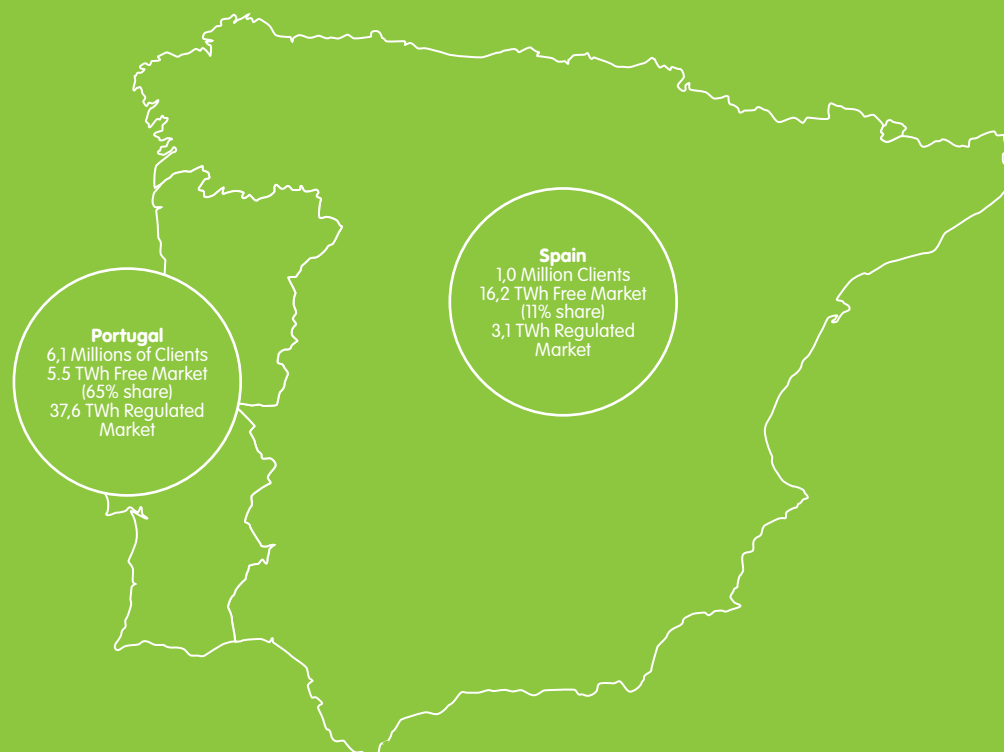 Portugal
6,1 Millions of Clients
5.5 TWh Free Market
(65% share)
37,6 TWh Regulated
Market
Spain
1,0 Million Clients
16,2 TWh Free Market
(11% share)
3,1 TWh Regulated
Market